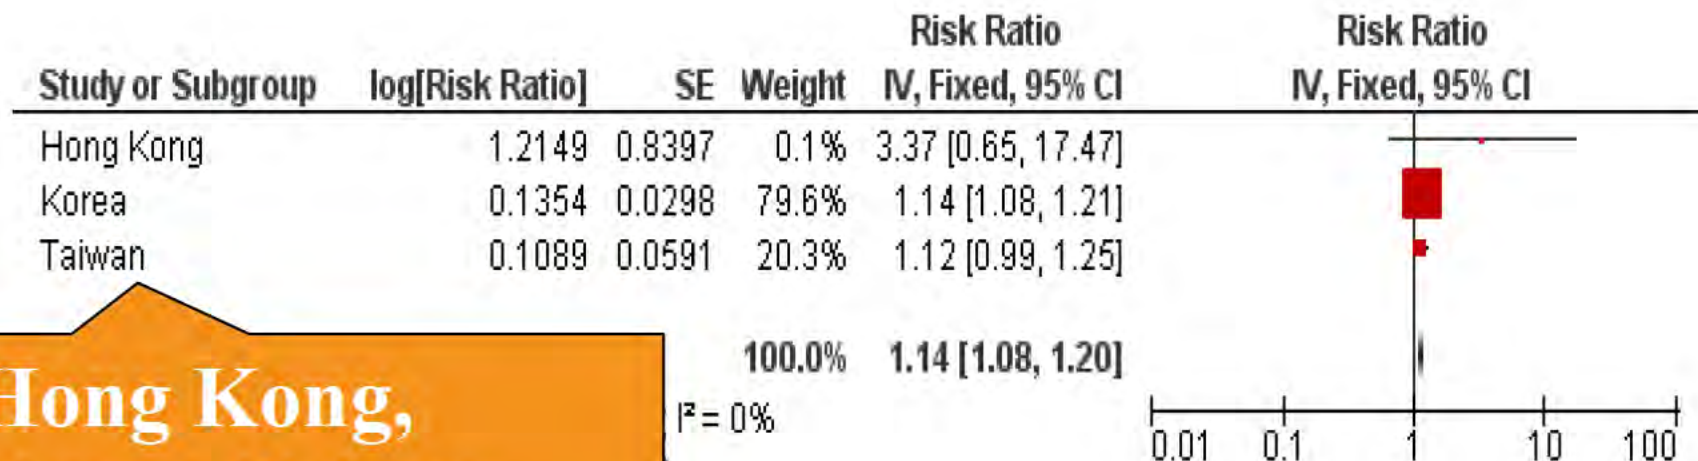 Risk Ratio Risk Ratio
Study or Subgroup log[Risk Ratio] SE Weight IV, Fixed, 95% CI IV, Fixed, 95% CI
Hong Kong 1.2149 0.8397 0.1% 3.37 [0.65, 17.47]
Korea 0.1354 0.0298 79.6% 1.14 [1.08, 1.21]
Taiwan 0.1089 0.0591 20.3% 1.12 [0.99, 1.25]
100.0% 1.14 [1.08, 1.20]
Hong Kong,
I² = 0%
0.01 0.1 1 10 100